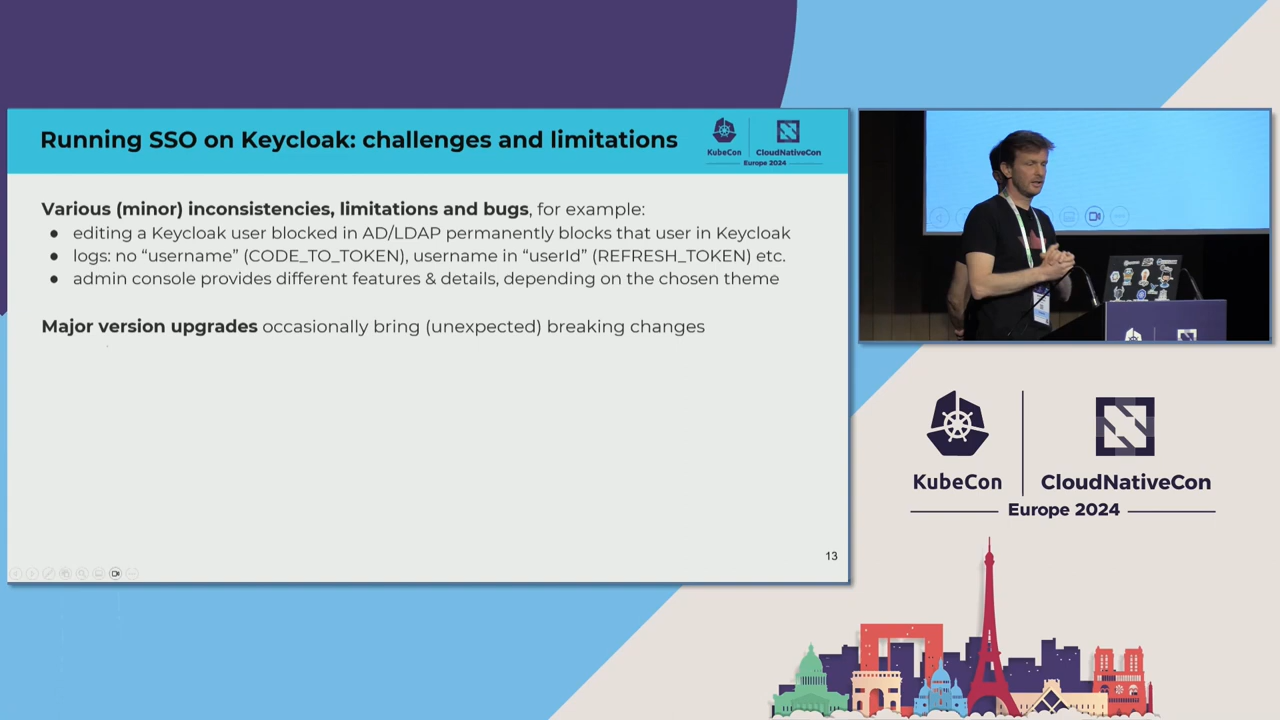 Running SSO on Keycloak: challenges and limitations
KubeCon
CloudNativeCon
Europe 2024
Various (minor) inconsistencies, limitations and bugs, for example:
● editing a Keycloak user blocked in AD/LDAP permanently blocks that user in Keycloak
● logs: no “username” (CODE_TO_TOKEN), username in “userId” (REFRESH_TOKEN) etc.
● admin console provides different features & details, depending on the chosen theme
Major version upgrades occasionally bring (unexpected) breaking changes
13
KubeCon
CloudNativeCon
Europe 2024